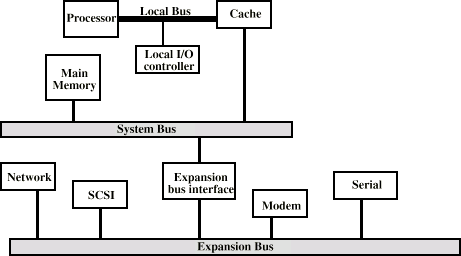 Processor
Local Bus
Cache
Local I/O
controller
Main
Memory
System Bus
Network
SCSI
Expansion
bus interface
Modem
Serial
Expansion Bus